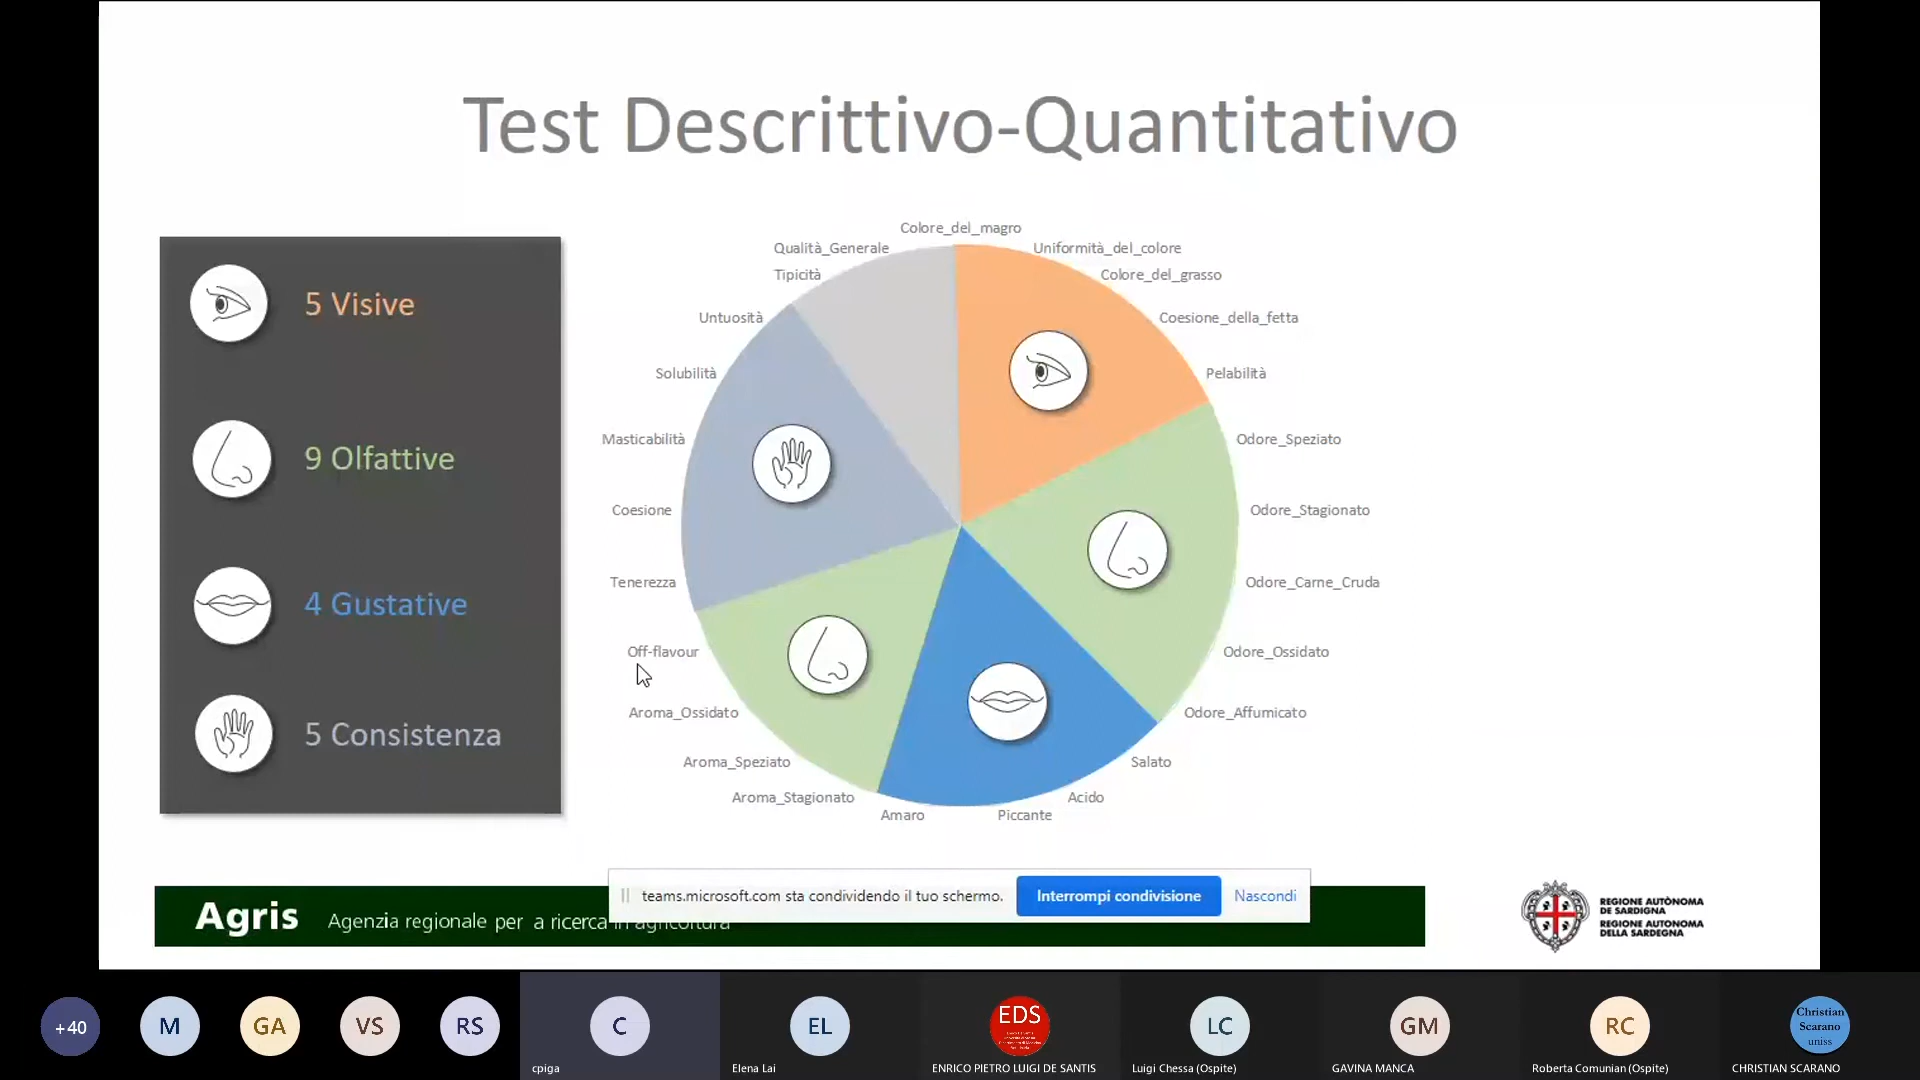 Test Descrittivo-Quantitativo
5 Visive
9 Olfattive
4 Gustative
5 Consistenza
Colore_del_magro
Uniformità_del_colore
Colore_del_grasso
Coesione_della_fetta
Pelabilità
Odore_Speziato
Odore_Stagionato
Odore_Carne_Cruda
Odore_Ossidato
Odore_Affumicato
Salato
Acido
Piccante
Amaro
Aroma_Stagionato
Aroma_Speziato
Aroma_Ossidato
Off-flavour
Tenerezza
Coesione
Masticabilità
Solubilità
Untuosità
Tipicità
Qualità_Generale
teams.microsoft.com sta condividendo il tuo schermo.
Interrompi condivisione
Nascondi
Agris
Agenzia regionale per a ricerca in agricoltura
REGIONE AUTÒNOMA
DE SARDIGNA
REGIONE AUTONOMA
DELLA SARDEGNA
+40
M
GA
VS
RS
C
cpiga
EL
Elena Lai
EDS
ENRICO PIETRO LUIGI DE SANTIS
LC
Luigi Chessa (Ospite)
GM
GAVINA MANCA
RC
Roberta Comunian (Ospite)
Christian
Scarano
uniss
CHRISTIAN SCARANO